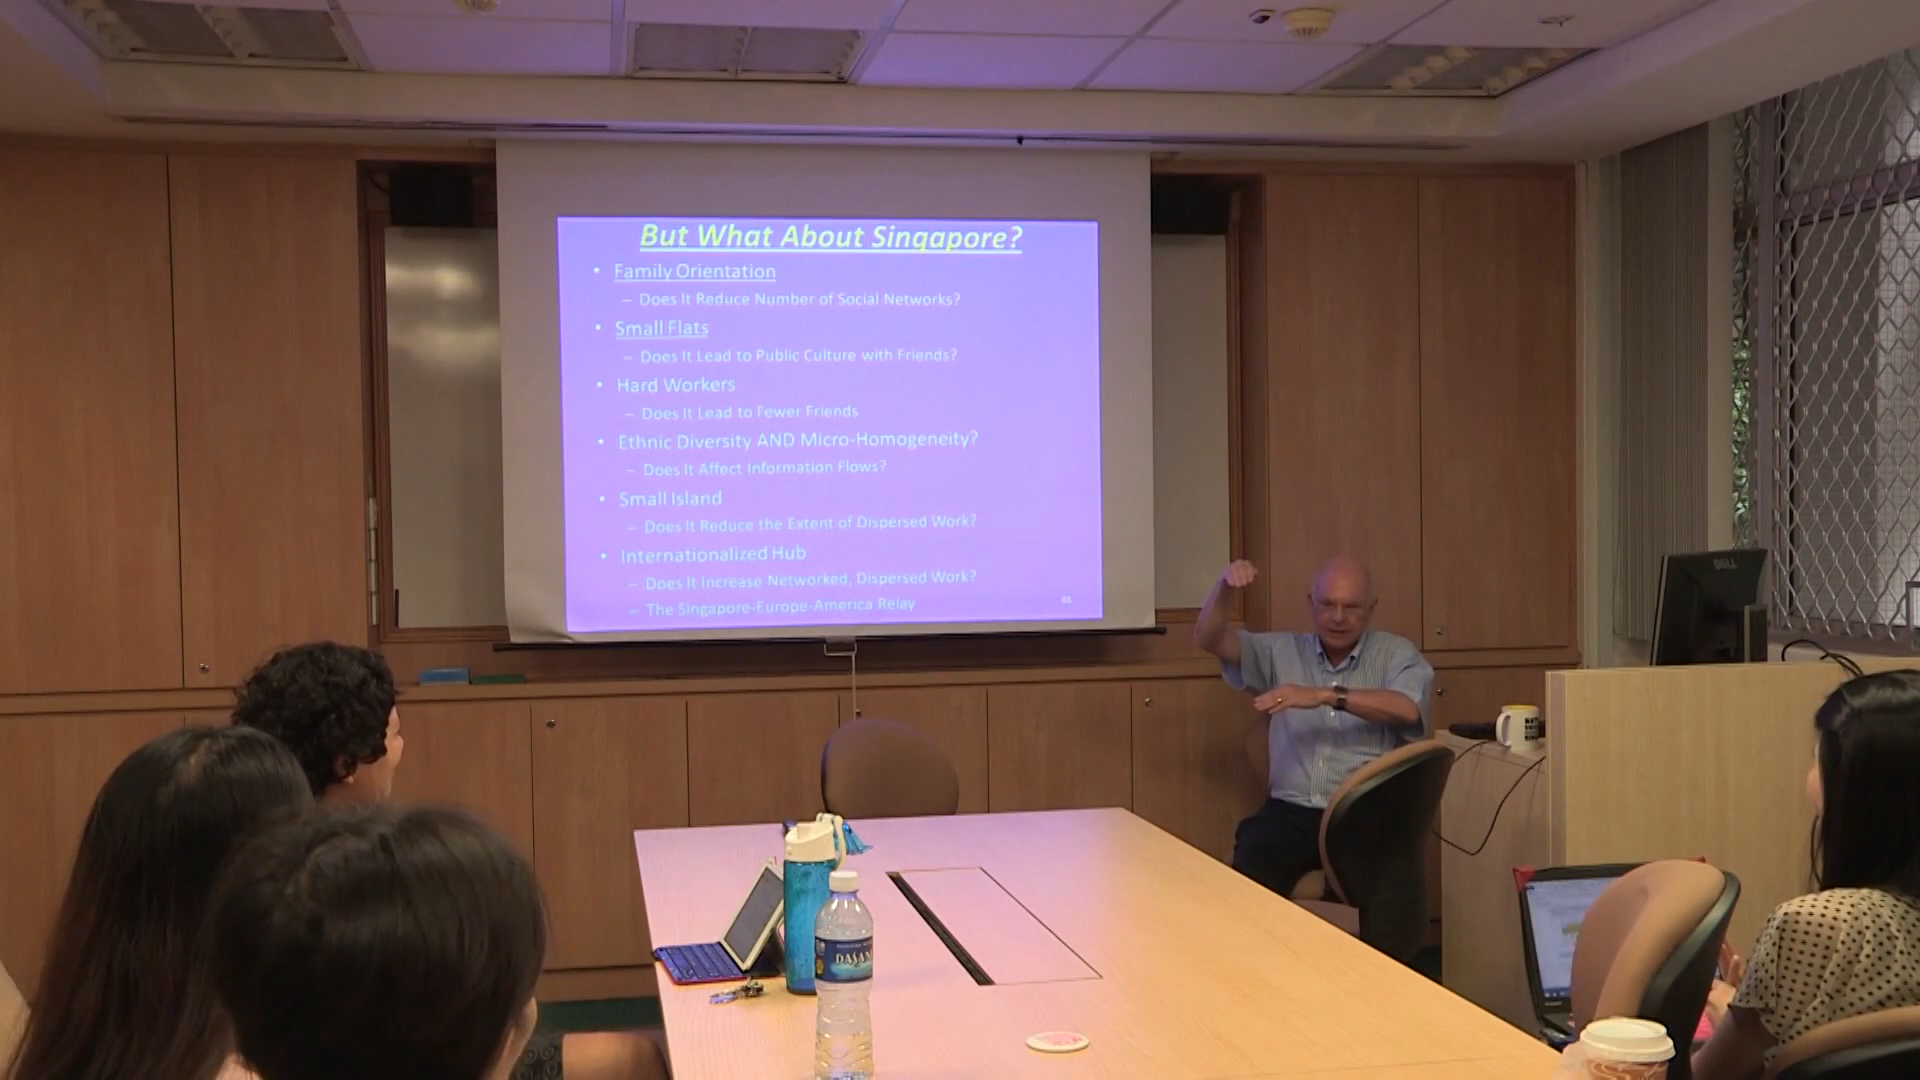 But What About Singapore?
• Family Orientation
– Does It Reduce Number of Social Networks?
• Small Flats
– Does It Lead to Public Culture with Friends?
• Hard Workers
– Does It Lead to Fewer Friends
• Ethnic Diversity AND Micro-Homogeneity?
– Does It Affect Information Flows?
• Small Island
– Does It Reduce the Extent of Dispersed Work?
• Internationalized Hub
– Does It Increase Networked, Dispersed Work?
– The Singapore-Europe-America Relay
65
DELL
DASANI